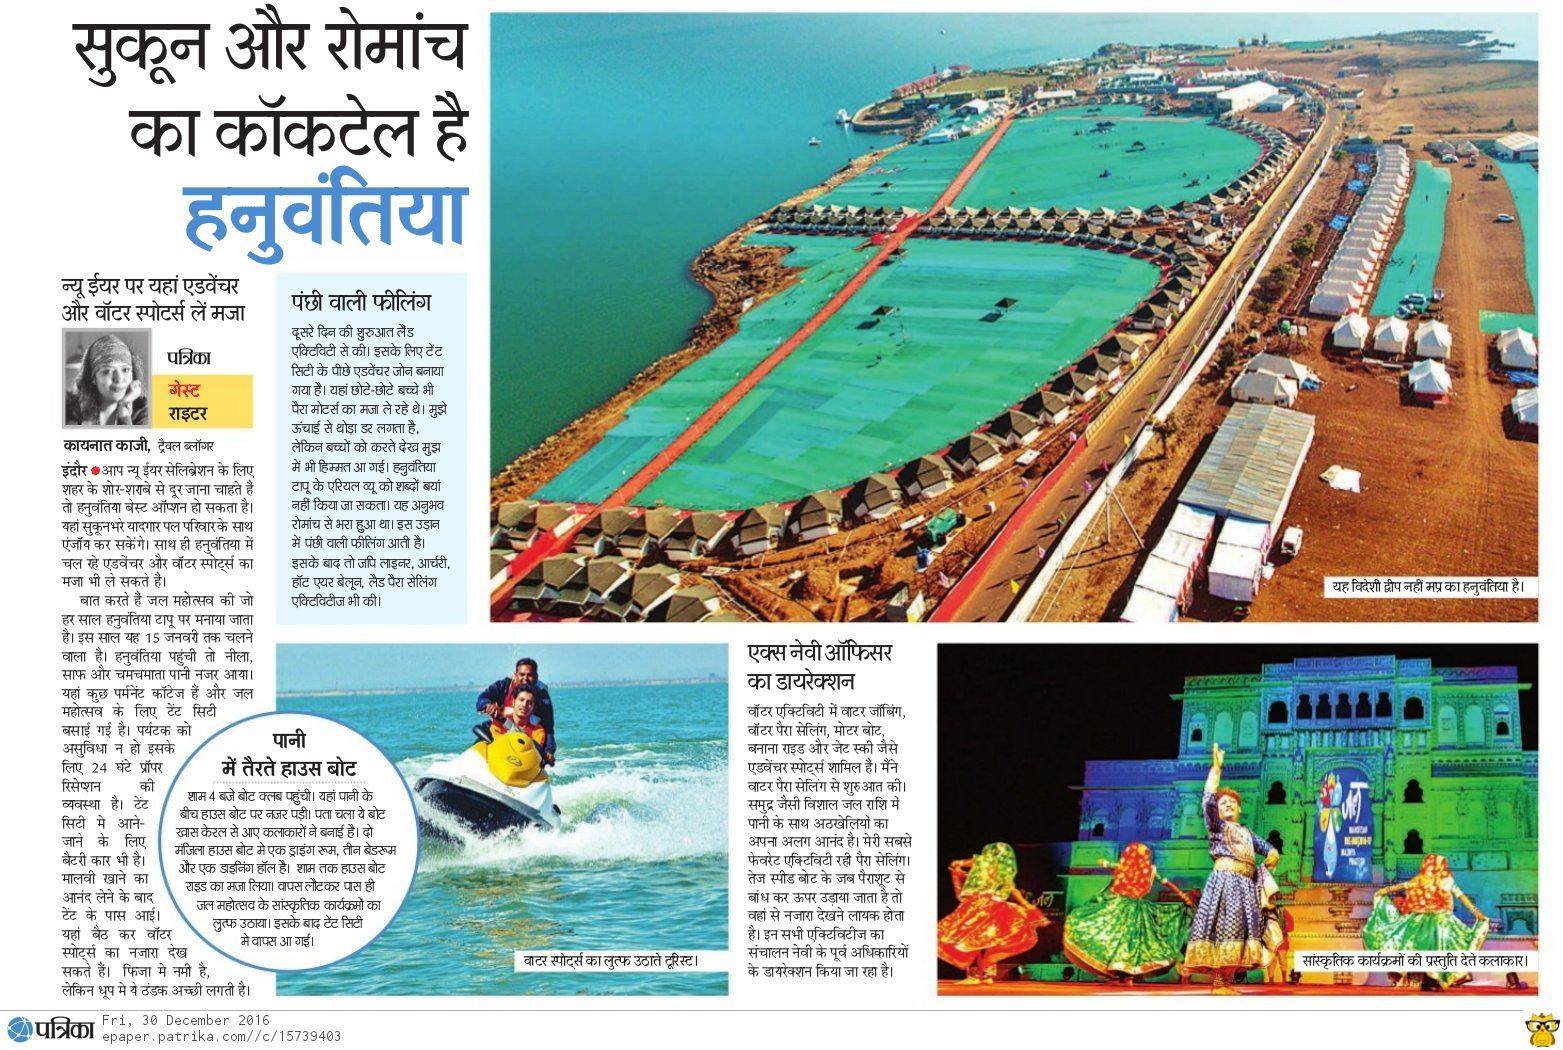 सुकून और रोमांच
का कॉकटेल है
हनुवंतिया
न्यू ईयर पर यहां एडवेंचर
और वॉटर स्पोटर्स लें मजा
पत्रिका
गेस्ट
राइटर
कायनात काजी, ट्रैवल ब्लॉगर
इंदौर ● आप न्यू ईयर सेलिब्रेशन के लिए
शहर के शोर-शराबे से दूर जाना चाहते हैं
तो हनुवंतिया बेस्ट ऑप्शन हो सकता है।
यहां सुकूनभरे यादगार पल परिवार के साथ
एंजॉय कर सकेंगे। साथ ही हनुवंतिया में
चल रहे एडवेंचर और वॉटर स्पोर्ट्स का
मजा भी ले सकते हैं।
बात करते है जल महोत्सव की जो
हर साल हनुवंतिया टापू पर मनाया जाता
है। इस साल यह 15 जनवरी तक चलने
वाला है। हनुवंतिया पहुंची तो नीला,
साफ और चमचमाता पानी नजर आया।
यहां कुछ पर्मनेंट कॉटेज हैं और जल
महोत्सव के लिए टेंट सिटी
बसाई गई है। पर्यटक को
असुविधा न हो इसके
लिए 24 घंटे प्रॉपर
रिसेप्शन की
व्यवस्था है। टेंट
सिटी मे आने-
जाने के लिए
बैटरी कार भी है।
मालवी खाने का
आनंद लेने के बाद
टेंट के पास आई।
यहां बैठ कर वॉटर
स्पोर्ट्स का नजारा देख
सकते हैं। फिजा मे नमी है,
लेकिन धूप मे ये ठंडक अच्छी लगती है।
पंछी वाली फीलिंग
दूसरे दिन की शुरुआत लैंड
एक्टिविटी से की। इसके लिए टेंट
सिटी के पीछे एडवेंचर जोन बनाया
गया है। यहां छोटे-छोटे बच्चे भी
पैरा मोटर्स का मजा ले रहे थे। मुझे
ऊंचाई से थोड़ा डर लगता है,
लेकिन बच्चों को करते देख मुझ
में भी हिम्मत आ गई। हनुवंतिया
टापू के एरियल व्यू को शब्दों बयां
नहीं किया जा सकता। यह अनुभव
रोमांच से भरा हुआ था। इस उड़ान
में पंछी वाली फीलिंग आती है।
इसके बाद तो जपि लाइनर, आर्चरी,
हॉट एयर बेलून, लैड पैरा सेलिंग
एक्टिविटीज भी की।
यह विदेशी द्वीप नहीं मप्र का हनुवंतिया है।
पानी
में तैरते हाउस बोट
शाम 4 बजे बोट क्लब पहुंची। यहां पानी के
बीच हाउस बोट पर नजर पड़ी। पता चला ये बोट
खास केरल से आए कलाकारों ने बनाई है। दो
मंजिला हाउस बोट मे एक ड्राइंग रूम, तीन बेडरूम
और एक डाइनिंग हॉल है। शाम तक हाउस बोट
राइड का मजा लिया। वापस लौटकर पास ही
जल महोत्सव के सांस्कृतिक कार्यक्रमो का
लुत्फ उठाया। इसके बाद टेंट सिटी
मे वापस आ गई।
वाटर स्पोर्ट्स का लुत्फ उठाते टूरिस्ट।
एक्स नेवी ऑफिसर
का डायरेक्शन
वॉटर एक्टिविटी में वाटर जॉबिंग,
वॉटर पैरा सेलिंग, मोटर बोट,
बनाना राइड और जेट स्की जैसे
एडवेंचर स्पोर्ट्स शामिल है। मैंने
वाटर पैरा सेलिंग से शुरुआत की।
समुद्र जैसी विशाल जल राशि में
पानी के साथ अठखेलियों का
अपना अलग आनंद है। मेरी सबसे
फेवरेट एक्टिविटी रही पैरा सेलिंग।
तेज स्पीड बोट के जब पैराशूट से
बांध कर ऊपर उड़ाया जाता है तो
वहां से नजारा देखने लायक होता
है। इन सभी एक्टिविटीज का
संचालन नेवी के पूर्व अधिकारियों
के डायरेक्शन किया जा रहा है।
सांस्कृतिक कार्यक्रमों की प्रस्तुति देते कलाकार।
पत्रिका
Fri, 30 December 2016
epaper.patrika.com//c/15739403